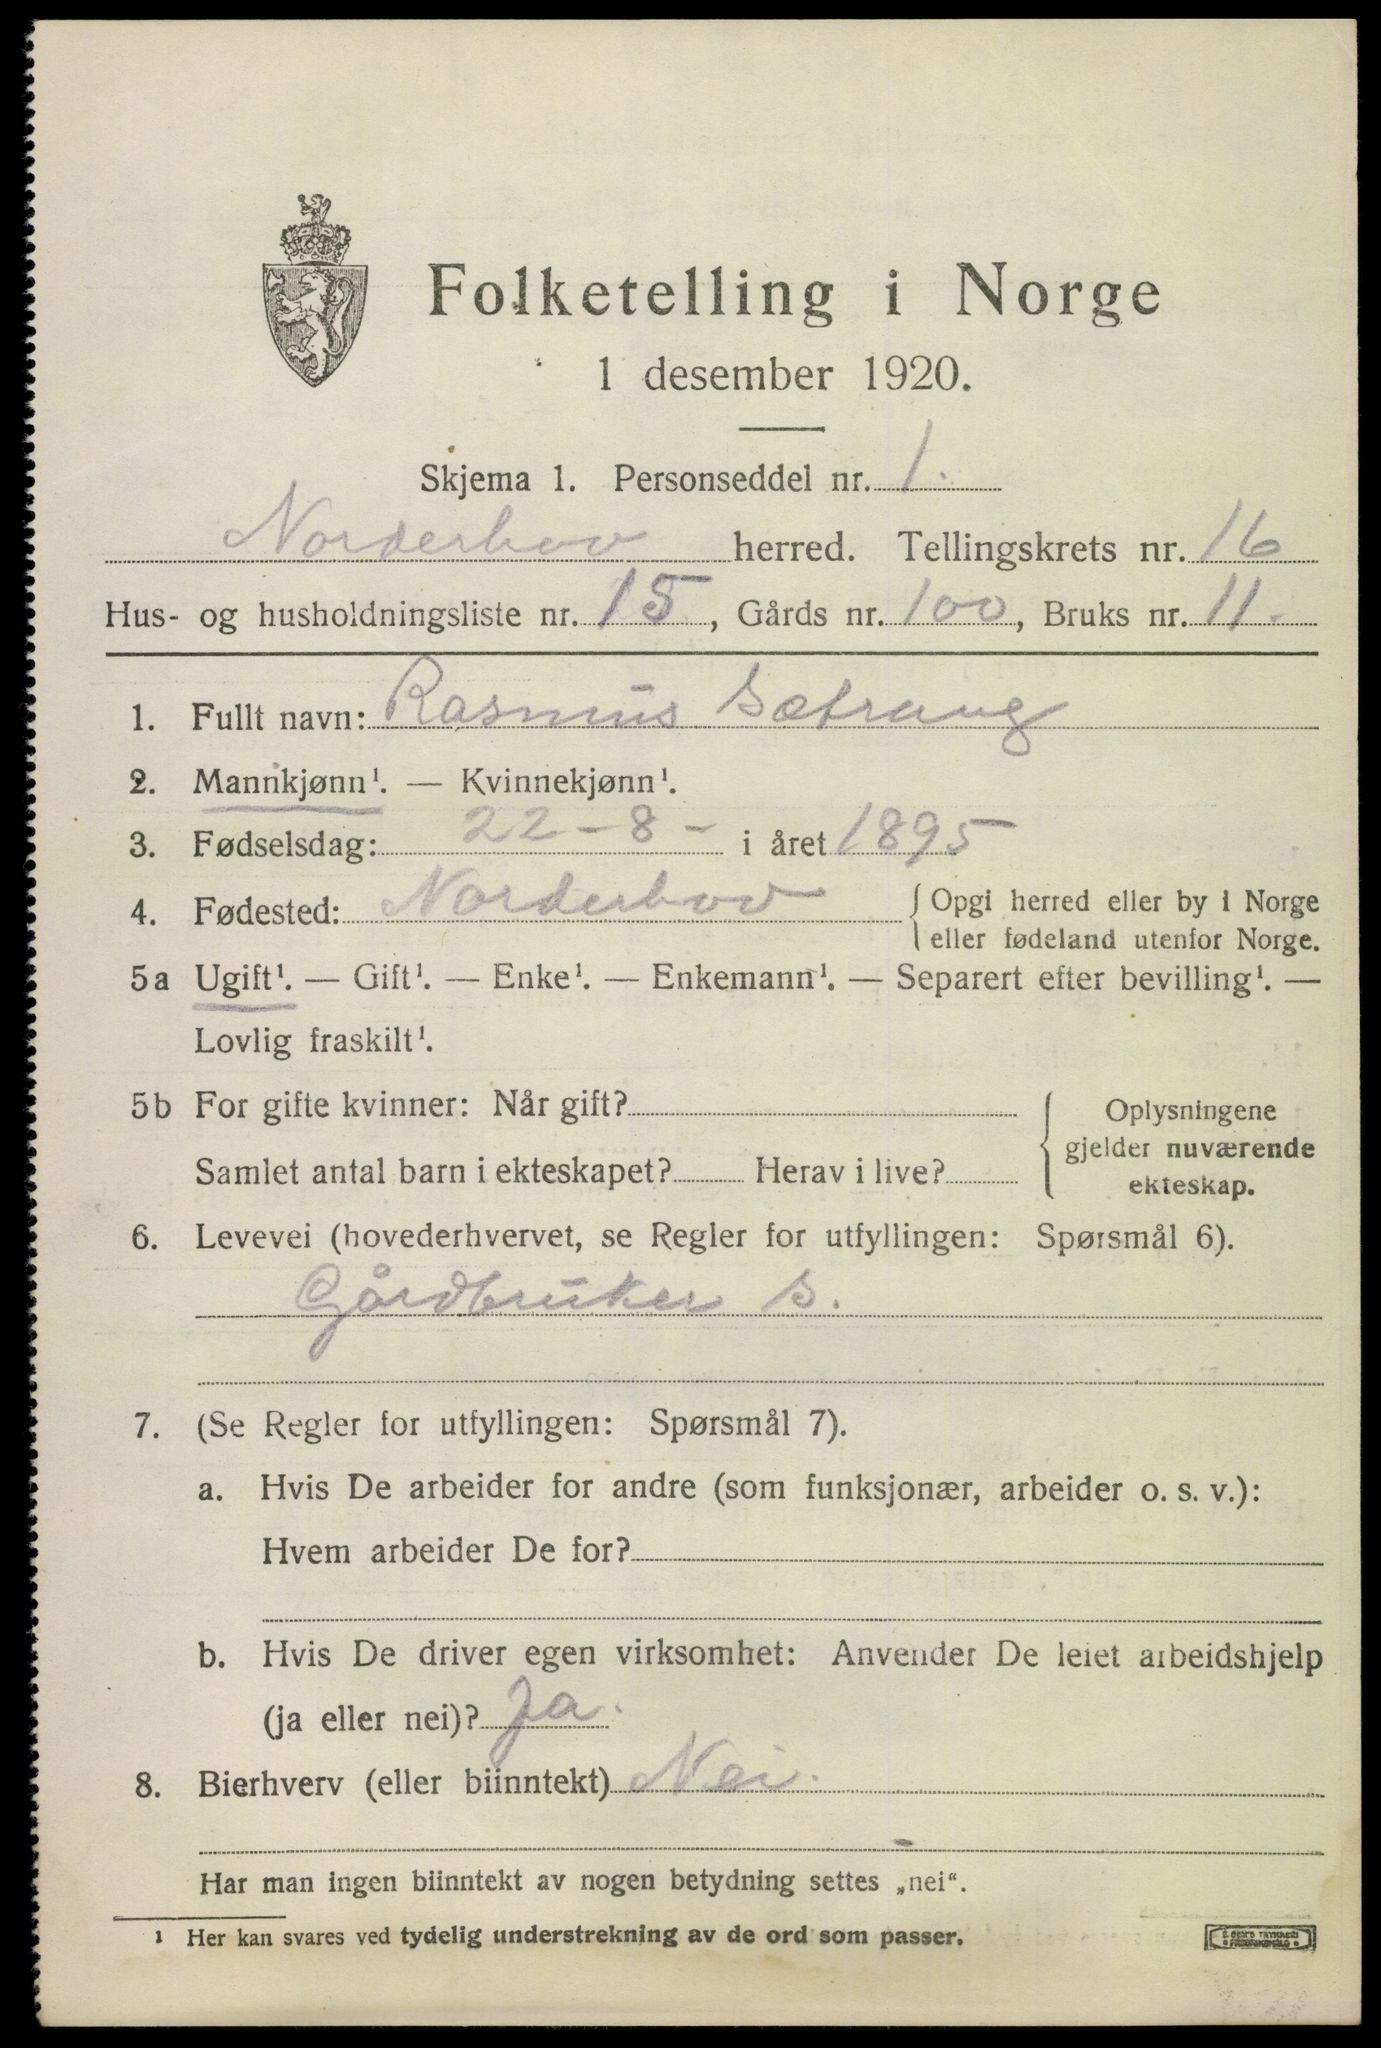 Folketelling i Norge
1 desember 1920.
Skjema 1. Personseddel nr. 1.
Norderhov herred. Tellingskrets nr. 16
Hus- og husholdningsliste nr. 15, Gårds nr. 100, Bruks nr. 11.
1. Fullt navn: Rasmus Sætrang
2. Mannkjønn¹. — Kvinnekjønn¹.
3. Fødselsdag: 22-8- i året 1895
4. Fødested: Norderhov { Opgi herred eller by i Norge
eller fødeland utenfor Norge.
5a Ugift¹. — Gift¹. — Enke¹. — Enkemann¹. — Separert efter bevilling¹. —
Lovlig fraskilt¹.
5b For gifte kvinner: Når gift? { Oplysningene
gjelder nuværende
Samlet antal barn i ekteskapet? Herav i live? ekteskap.
6. Levevei (hovederhvervet, se Regler for utfyllingen: Spørsmål 6).
Gårdbruker S.
7. (Se Regler for utfyllingen: Spørsmål 7).
a. Hvis De arbeider for andre (som funksjonær, arbeider o. s. v.):
Hvem arbeider De for?
b. Hvis De driver egen virksomhet: Anvender De leiet arbeidshjelp
(ja eller nei)? Ja.
8. Bierhverv (eller biinntekt) Nei.
Har man ingen biinntekt av nogen betydning settes „nei“.
¹ Her kan svares ved tydelig understrekning av de ord som passer.